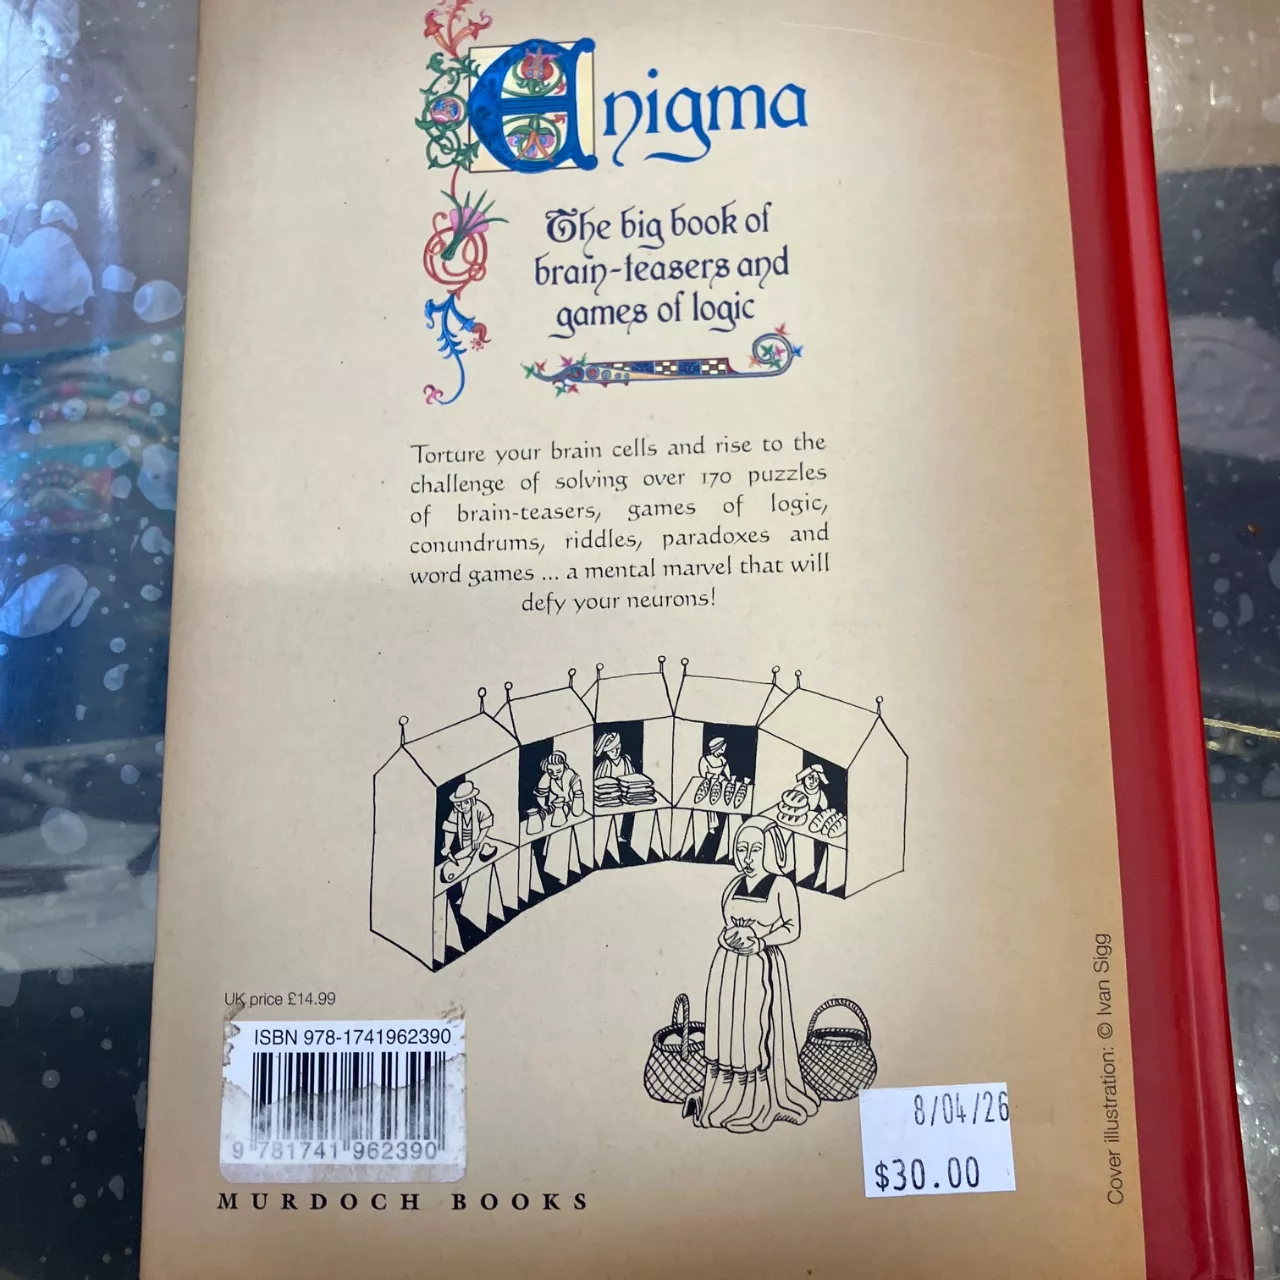 Enigma
The big book of
brain-teasers and
games of logic
Torture your brain cells and rise to the
challenge of solving over 170 puzzles
of brain-teasers, games of logic,
conundrums, riddles, paradoxes and
word games ... a mental marvel that will
defy your neurons!
UK price £14.99
ISBN 978-1741962390
9 781741 962390
MURDOCH BOOKS
8/04/26
$30.00
Cover illustration: © Ivan Sigg